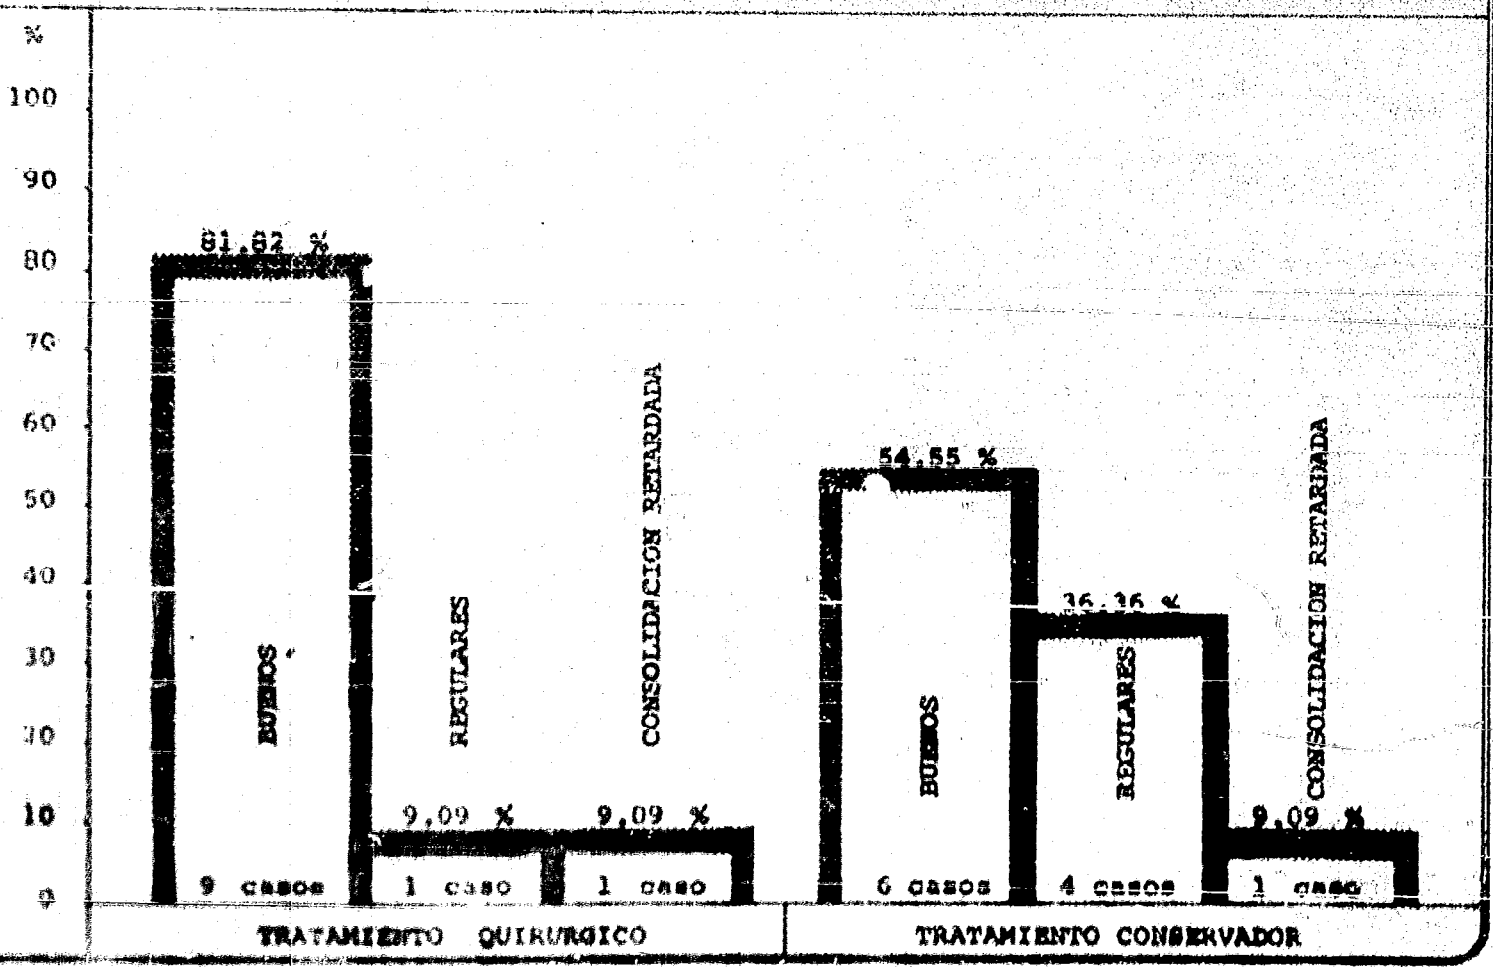 %
100
90
80
70
60
50
40
30
20
10
0
81.82 %
BUENOS
9 casos
REGULARES
9,09 %
1 caso
CONSOLIDACION RETARDADA
9,09 %
1 caso
54,55 %
BUENOS
6 casos
36,36 %
REGULARES
4 casos
CONSOLIDACION RETARDADA
9,09 %
1 caso
TRATAMIENTO QUIRURGICO
TRATAMIENTO CONSERVADOR